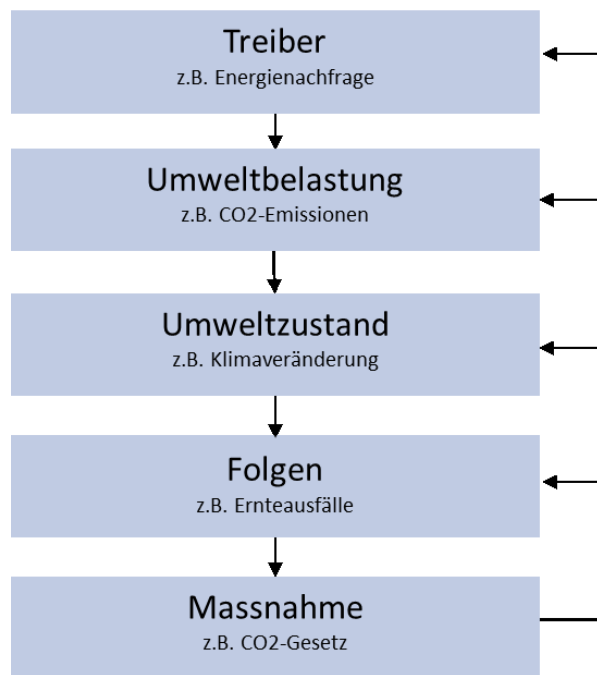 Treiber
z.B. Energienachfrage
Umweltbelastung
z.B. CO2-Emissionen
Umweltzustand
z.B. Klimaveränderung
Folgen
z.B. Ernteausfälle
Massnahme
z.B. CO2-Gesetz